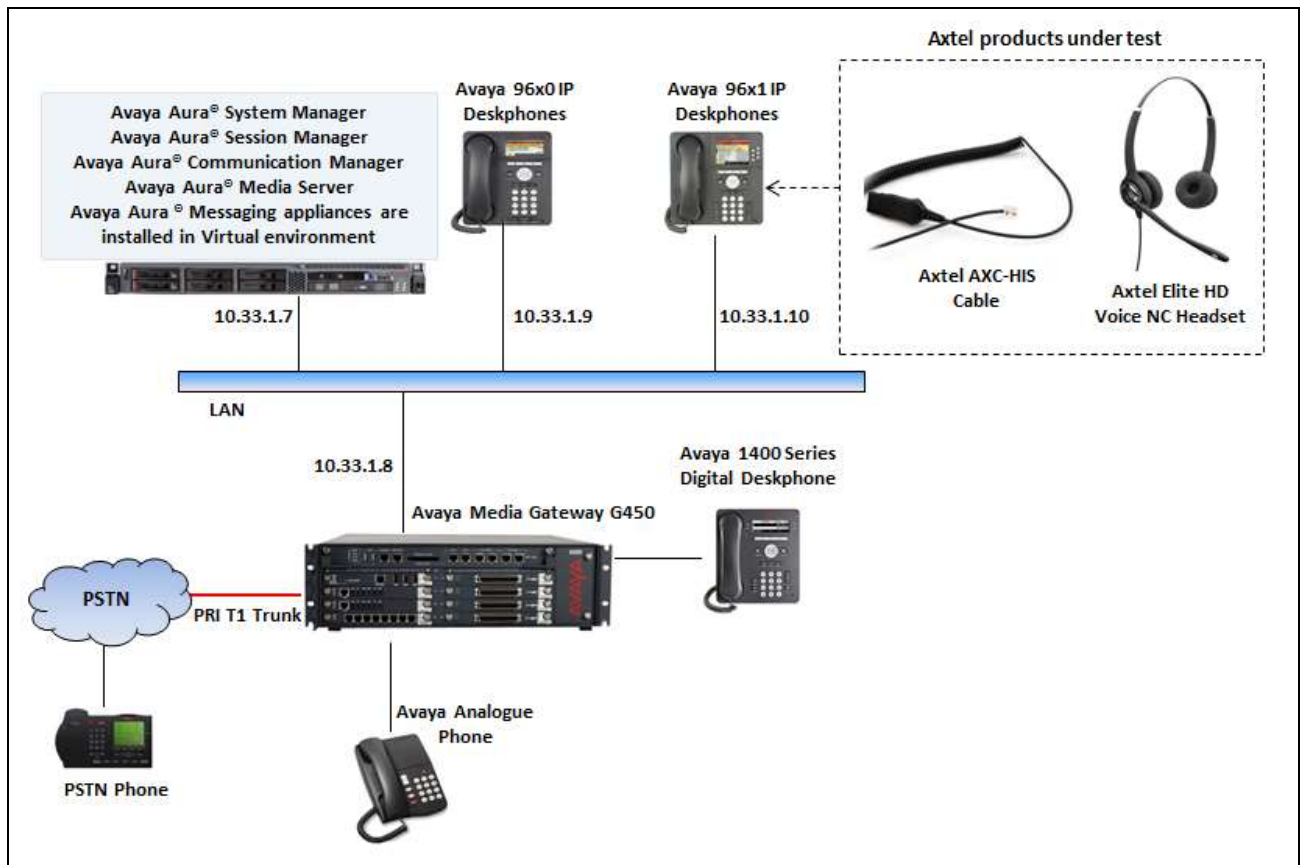 Axtel products under test
Avaya 96x0 IP
Deskphones
Avaya 96x1 IP
Deskphones
Avaya Aura® System Manager
Avaya Aura® Session Manager
Avaya Aura® Communication Manager
Avaya Aura® Media Server
Avaya Aura ® Messaging appliances are
installed in Virtual environment
Axtel AXC-HIS
Cable
Axtel Elite HD
Voice NC Headset
10.33.1.7
10.33.1.9
10.33.1.10
LAN
10.33.1.8
Avaya 1400 Series
Digital Deskphone
Avaya Media Gateway G450
AVAYA
PSTN
PRI T1 Trunk
Avaya Analogue
Phone
PSTN Phone